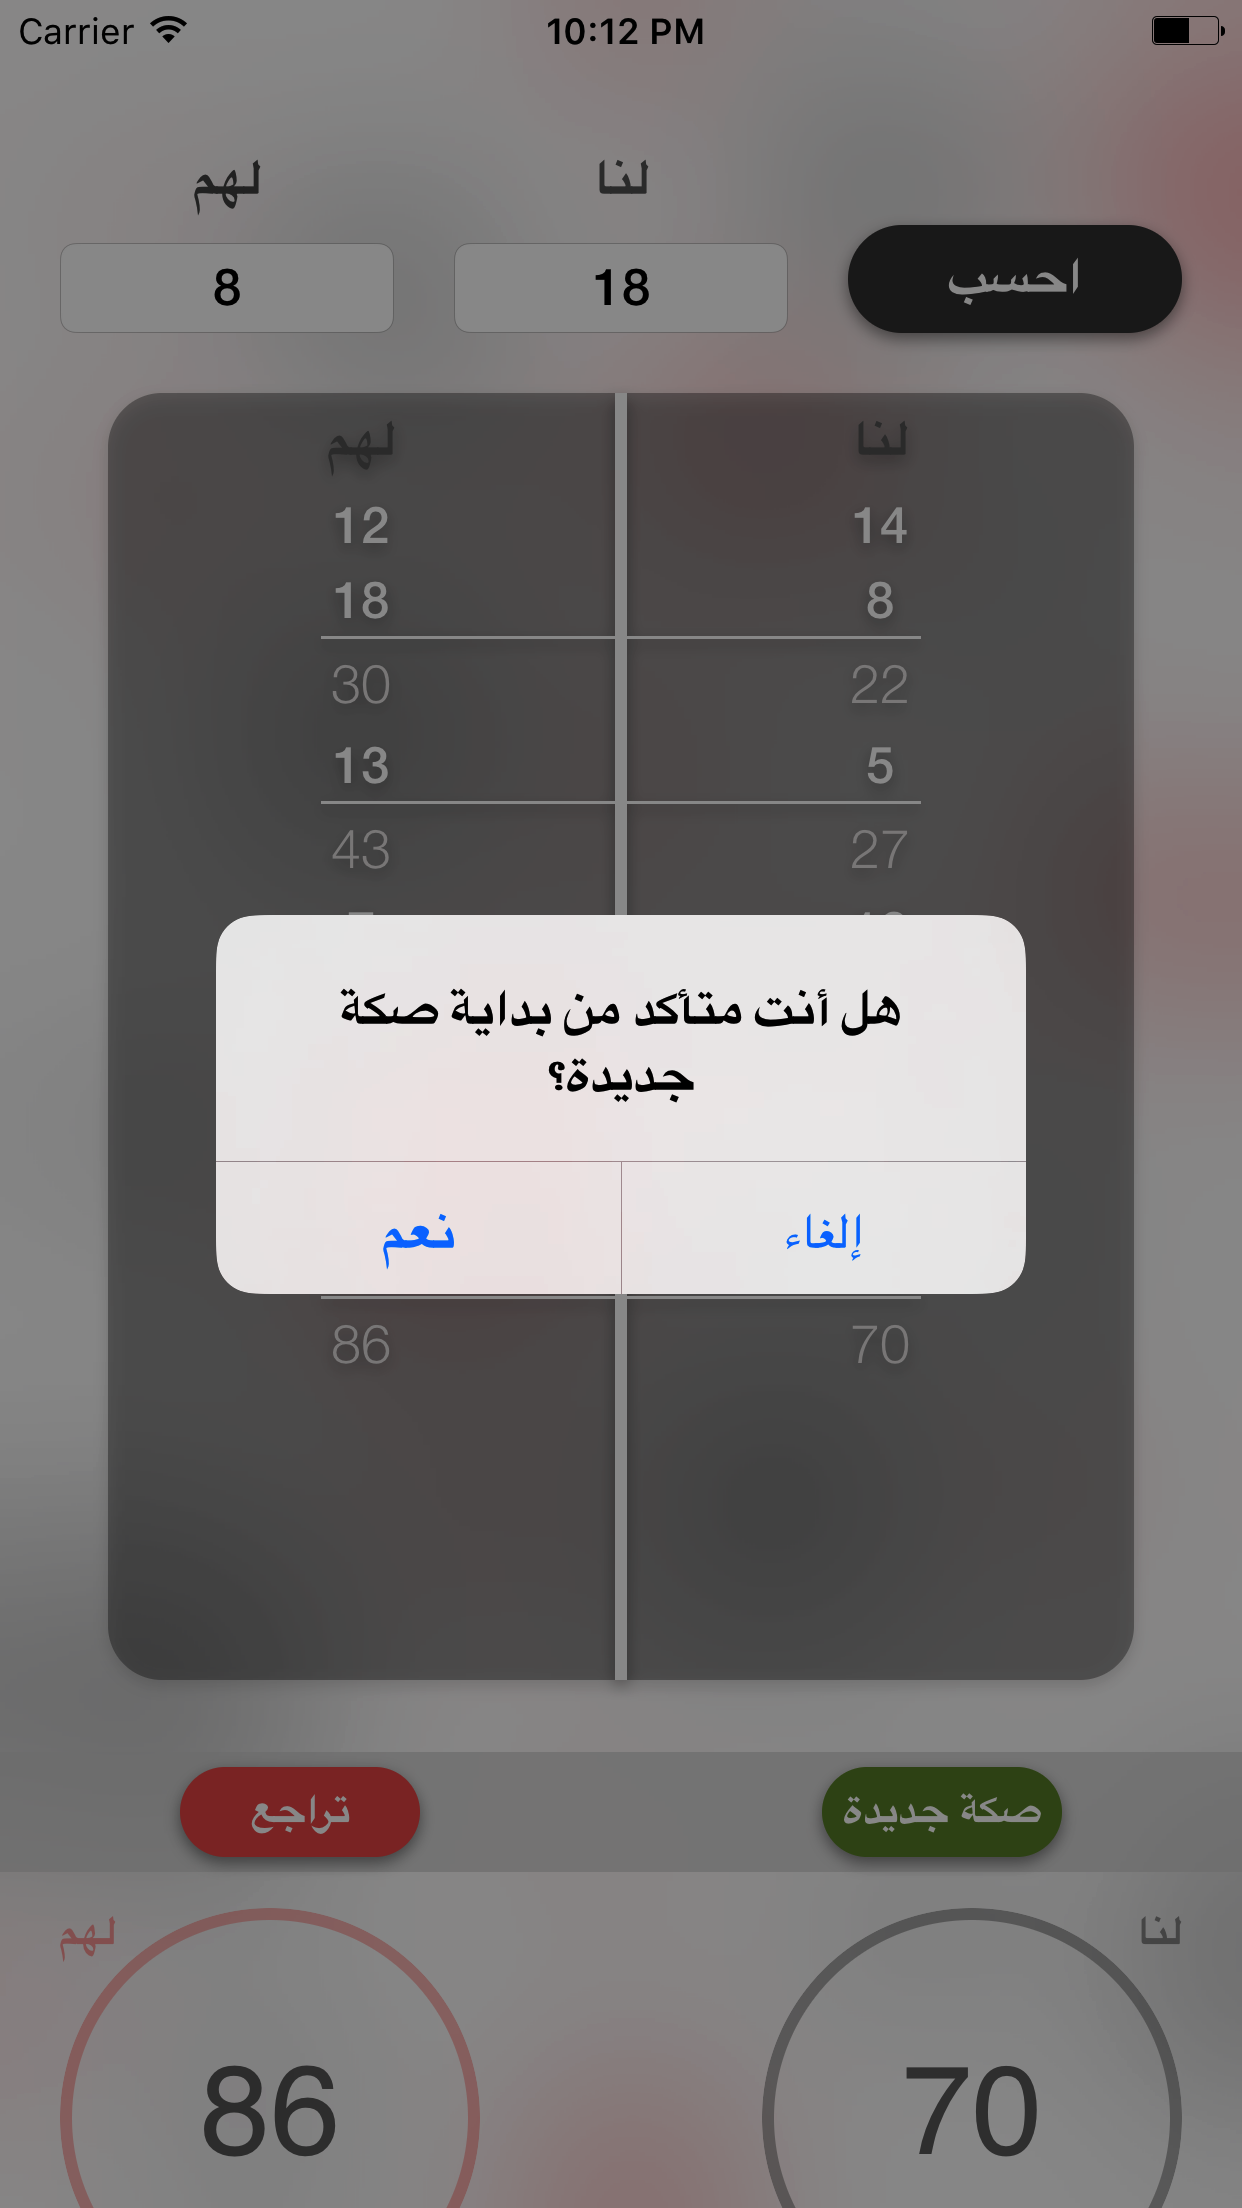 Carrier 10:12 PM
لنا لهم
احسب 18 8
لنا لهم
14 12
8 18
22 30
5 13
27 43
هل أنت متأكد من بداية صكة
جديدة؟
إلغاء نعم
70 86
صكة جديدة تراجع
لنا لهم
70 86